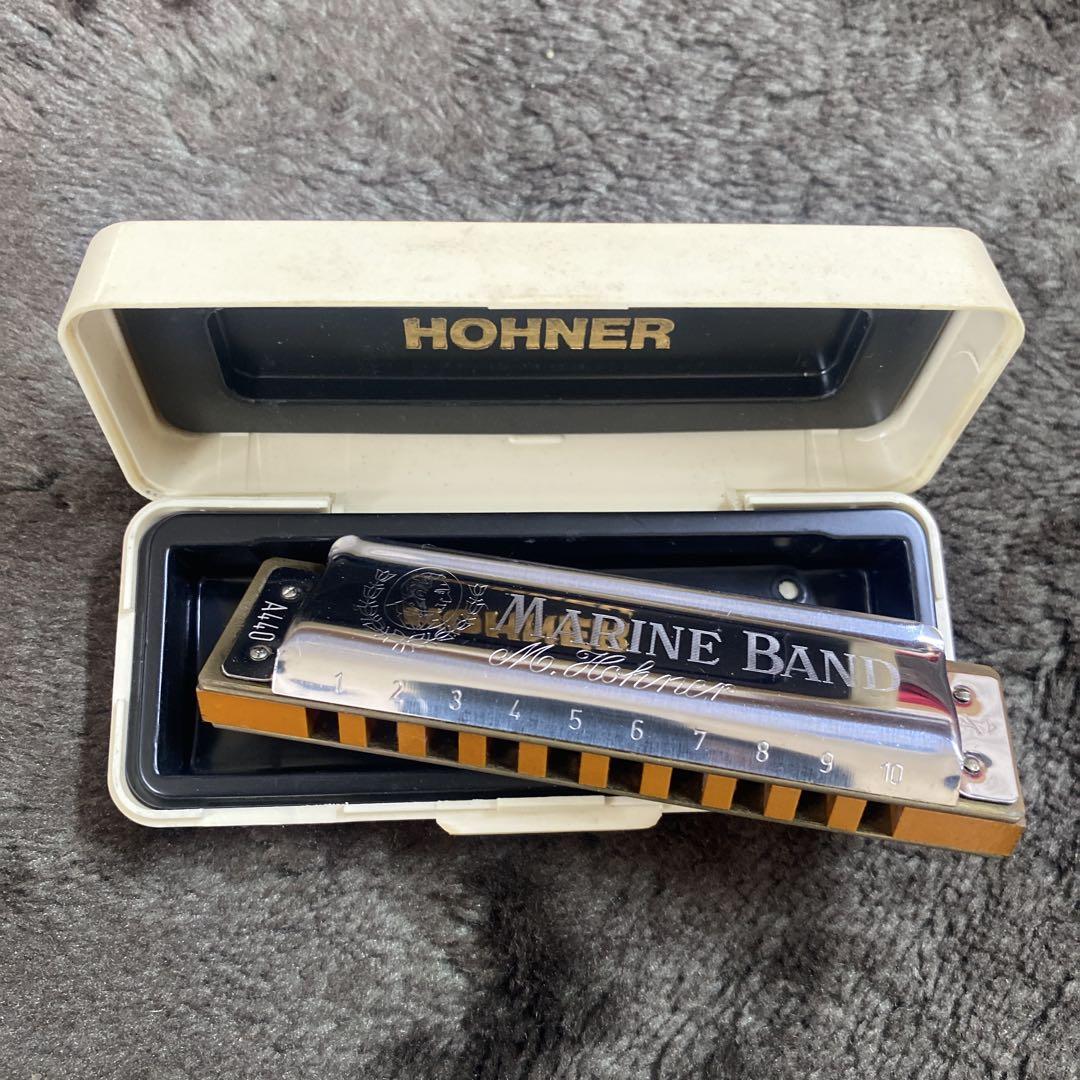 HOHNER
A440
MARINE BAND
M. Hohner
1 2 3 4 5 6 7 8 9 10